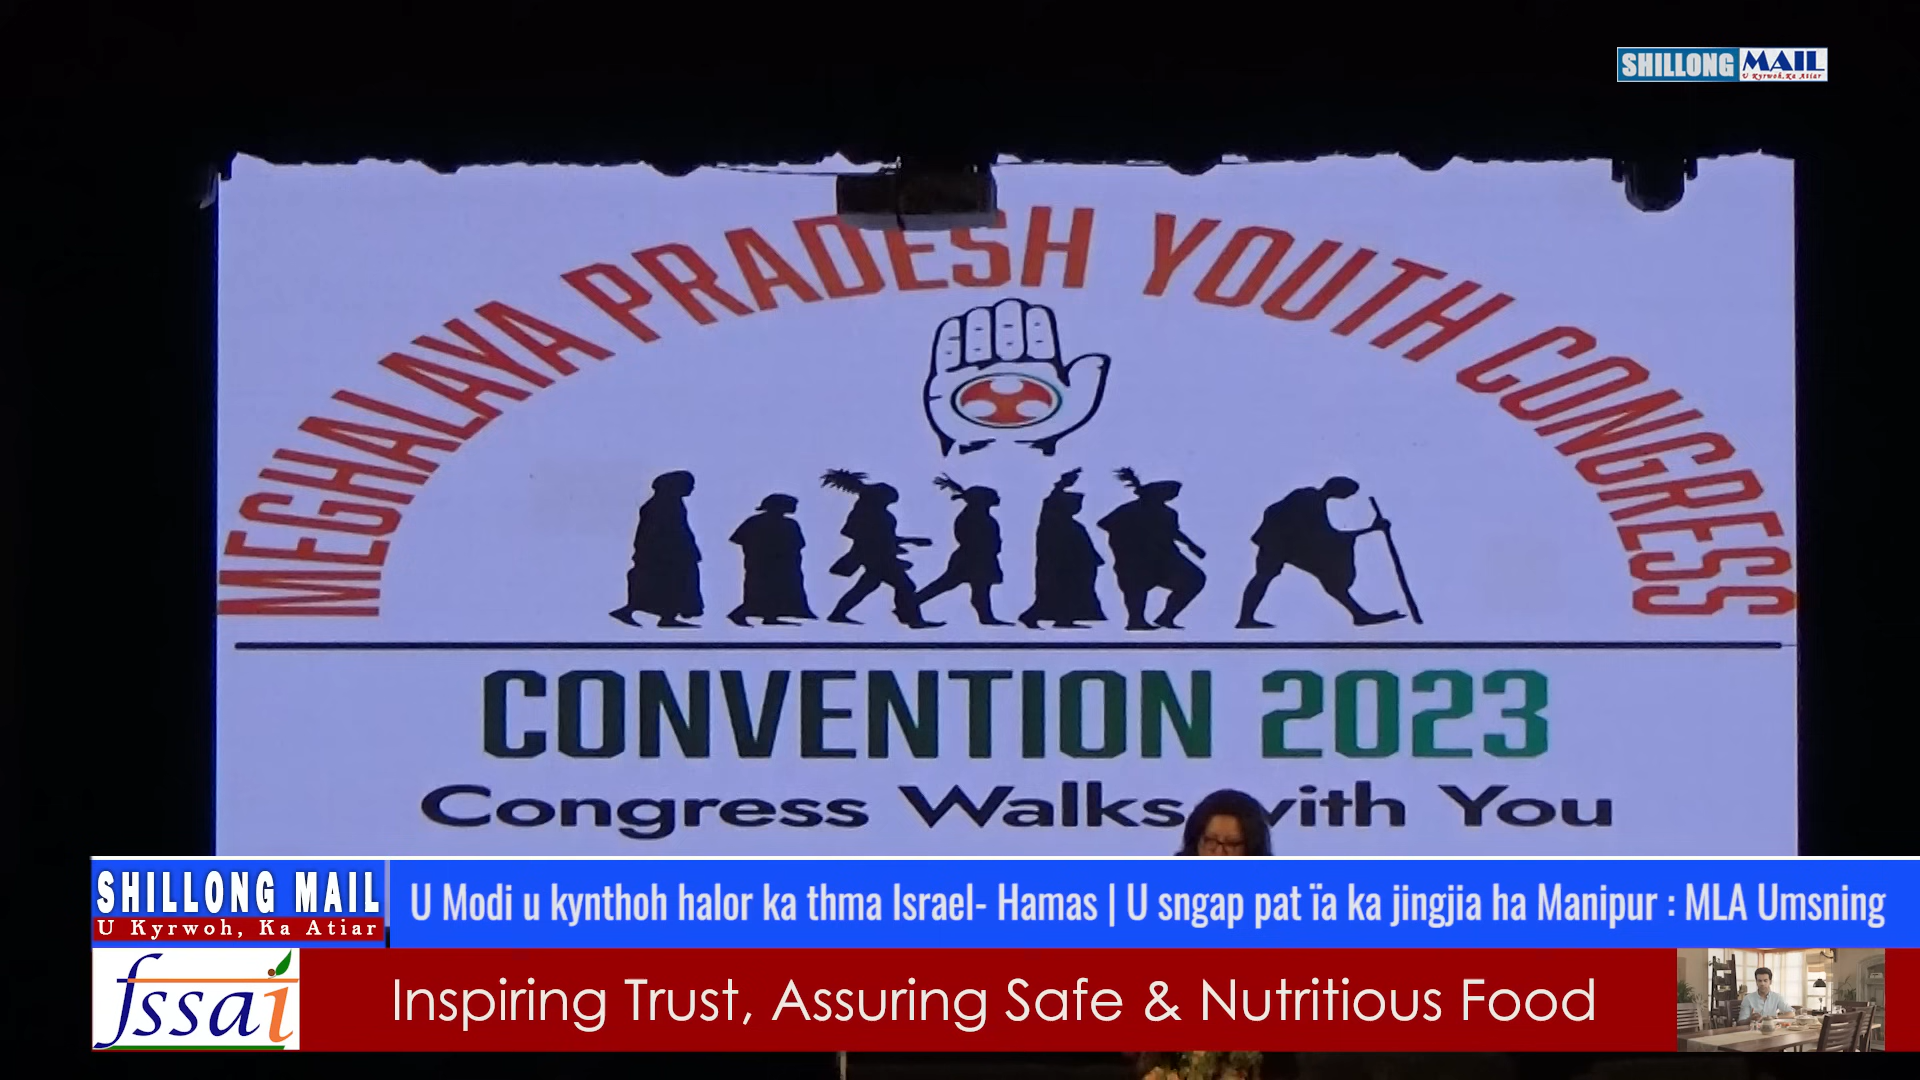 SHILLONG MAIL
U Kyrwoh, Ka Atiar
MEGHALAYA PRADESH YOUTH CONGRESS
CONVENTION 2023
Congress Walks with You
SHILLONG MAIL
U Kyrwoh, Ka Atiar
U Modi u kynthoh halor ka thma Israel- Hamas | U sngap pat ïa ka jingjia ha Manipur : MLA Umsning
fssai
Inspiring Trust, Assuring Safe & Nutritious Food